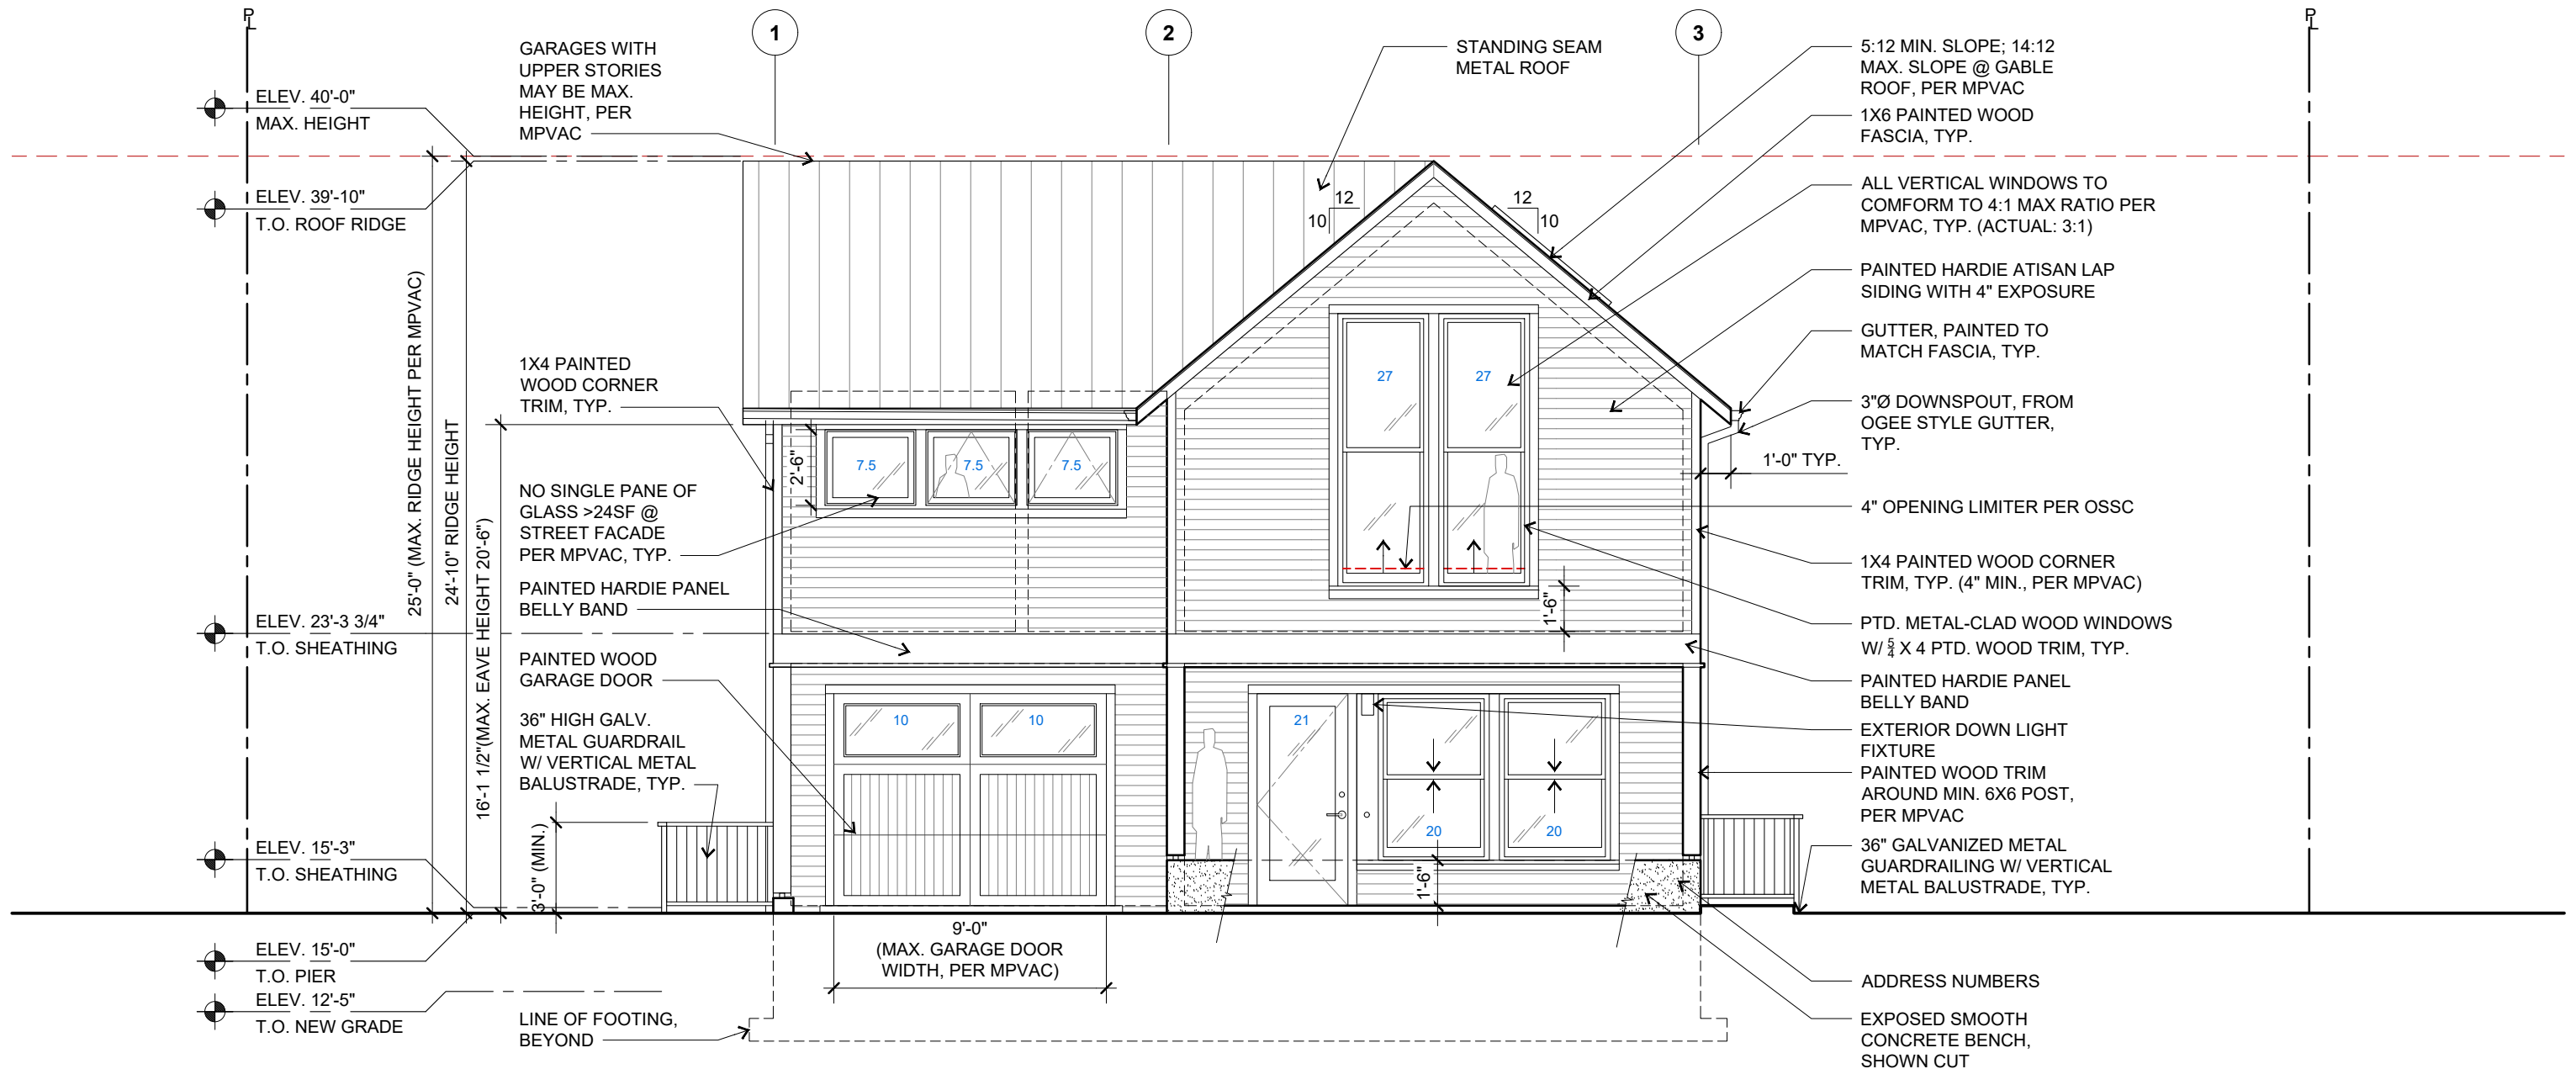 PL
1
2
3
PL
GARAGES WITH
UPPER STORIES
MAY BE MAX.
HEIGHT, PER
MPVAC
STANDING SEAM
METAL ROOF
5:12 MIN. SLOPE; 14:12
MAX. SLOPE @ GABLE
ROOF, PER MPVAC
1X6 PAINTED WOOD
FASCIA, TYP.
ALL VERTICAL WINDOWS TO
COMFORM TO 4:1 MAX RATIO PER
MPVAC, TYP. (ACTUAL: 3:1)
PAINTED HARDIE ATISAN LAP
SIDING WITH 4" EXPOSURE
GUTTER, PAINTED TO
MATCH FASCIA, TYP.
3"Ø DOWNSPOUT, FROM
OGEE STYLE GUTTER,
TYP.
1'-0" TYP.
4" OPENING LIMITER PER OSSC
1X4 PAINTED WOOD CORNER
TRIM, TYP. (4" MIN., PER MPVAC)
PTD. METAL-CLAD WOOD WINDOWS
W/ 5/4 X 4 PTD. WOOD TRIM, TYP.
PAINTED HARDIE PANEL
BELLY BAND
EXTERIOR DOWN LIGHT
FIXTURE
PAINTED WOOD TRIM
AROUND MIN. 6X6 POST,
PER MPVAC
36" GALVANIZED METAL
GUARDRAILING W/ VERTICAL
METAL BALUSTRADE, TYP.
ADDRESS NUMBERS
EXPOSED SMOOTH
CONCRETE BENCH,
SHOWN CUT
ELEV. 40'-0"
MAX. HEIGHT
ELEV. 39'-10"
T.O. ROOF RIDGE
ELEV. 23'-3 3/4"
T.O. SHEATHING
ELEV. 15'-3"
T.O. SHEATHING
ELEV. 15'-0"
T.O. PIER
ELEV. 12'-5"
T.O. NEW GRADE
25'-0" (MAX. RIDGE HEIGHT PER MPVAC)
24'-10" RIDGE HEIGHT
16'-1 1/2"(MAX. EAVE HEIGHT 20'-6")
3'-0" (MIN.)
1X4 PAINTED
WOOD CORNER
TRIM, TYP.
NO SINGLE PANE OF
GLASS >24SF @
STREET FACADE
PER MPVAC, TYP.
PAINTED HARDIE PANEL
BELLY BAND
PAINTED WOOD
GARAGE DOOR
36" HIGH GALV.
METAL GUARDRAIL
W/ VERTICAL METAL
BALUSTRADE, TYP.
LINE OF FOOTING,
BEYOND
12
10
12
10
27
27
2'-6"
7.5
7.5
7.5
1'-6"
10
10
21
20
20
1'-6"
9'-0"
(MAX. GARAGE DOOR
WIDTH, PER MPVAC)